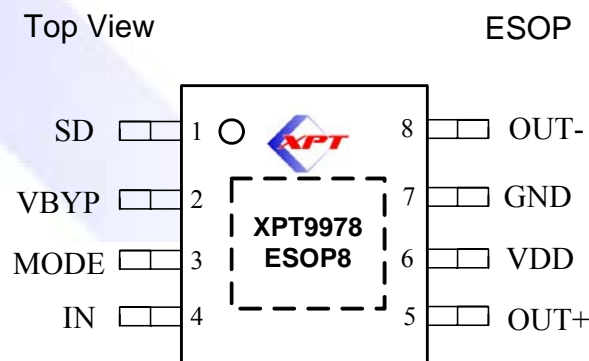 Top View ESOP
SD 1 XPT 8 OUT-
VBYP 2 7 GND
XPT9978
MODE 3 ESOP8 6 VDD
IN 4 5 OUT+